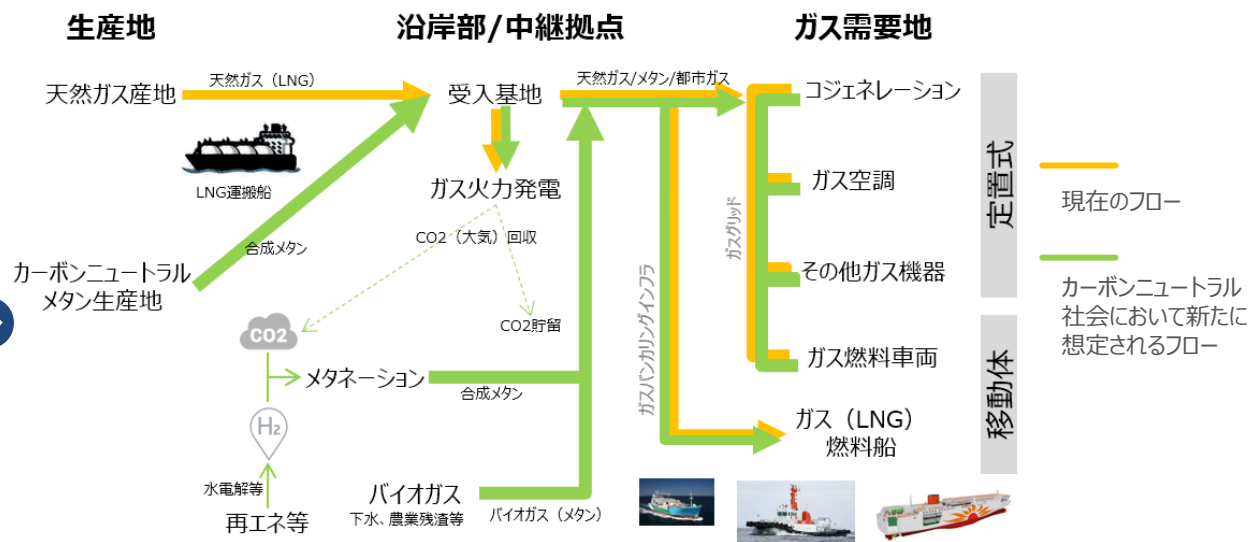 生産地
沿岸部/中継拠点
ガス需要地
天然ガス産地
天然ガス（LNG）
受入基地
天然ガス/メタン/都市ガス
コジェネレーション
LNG運搬船
ガス火力発電
ガス空調
定置式
現在のフロー
ガスグリッド
CO2（大気）回収
合成メタン
カーボンニュートラル
メタン生産地
その他ガス機器
カーボンニュートラル
社会において新たに
想定されるフロー
ガスバンカリングインフラ
CO2貯留
CO2
メタネーション
合成メタン
ガス燃料車両
移動体
H2
ガス（LNG）
燃料船
水電解等
再エネ等
バイオガス
下水、農業残渣等
バイオガス（メタン）